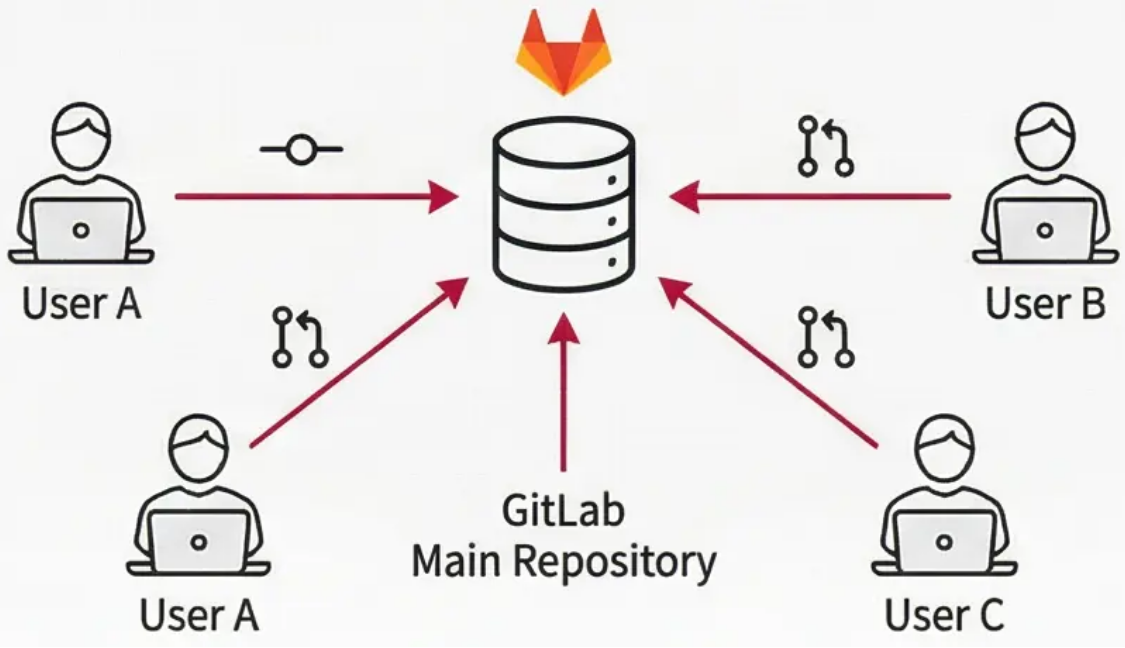 User A
User B
User A
GitLab
Main Repository
User C